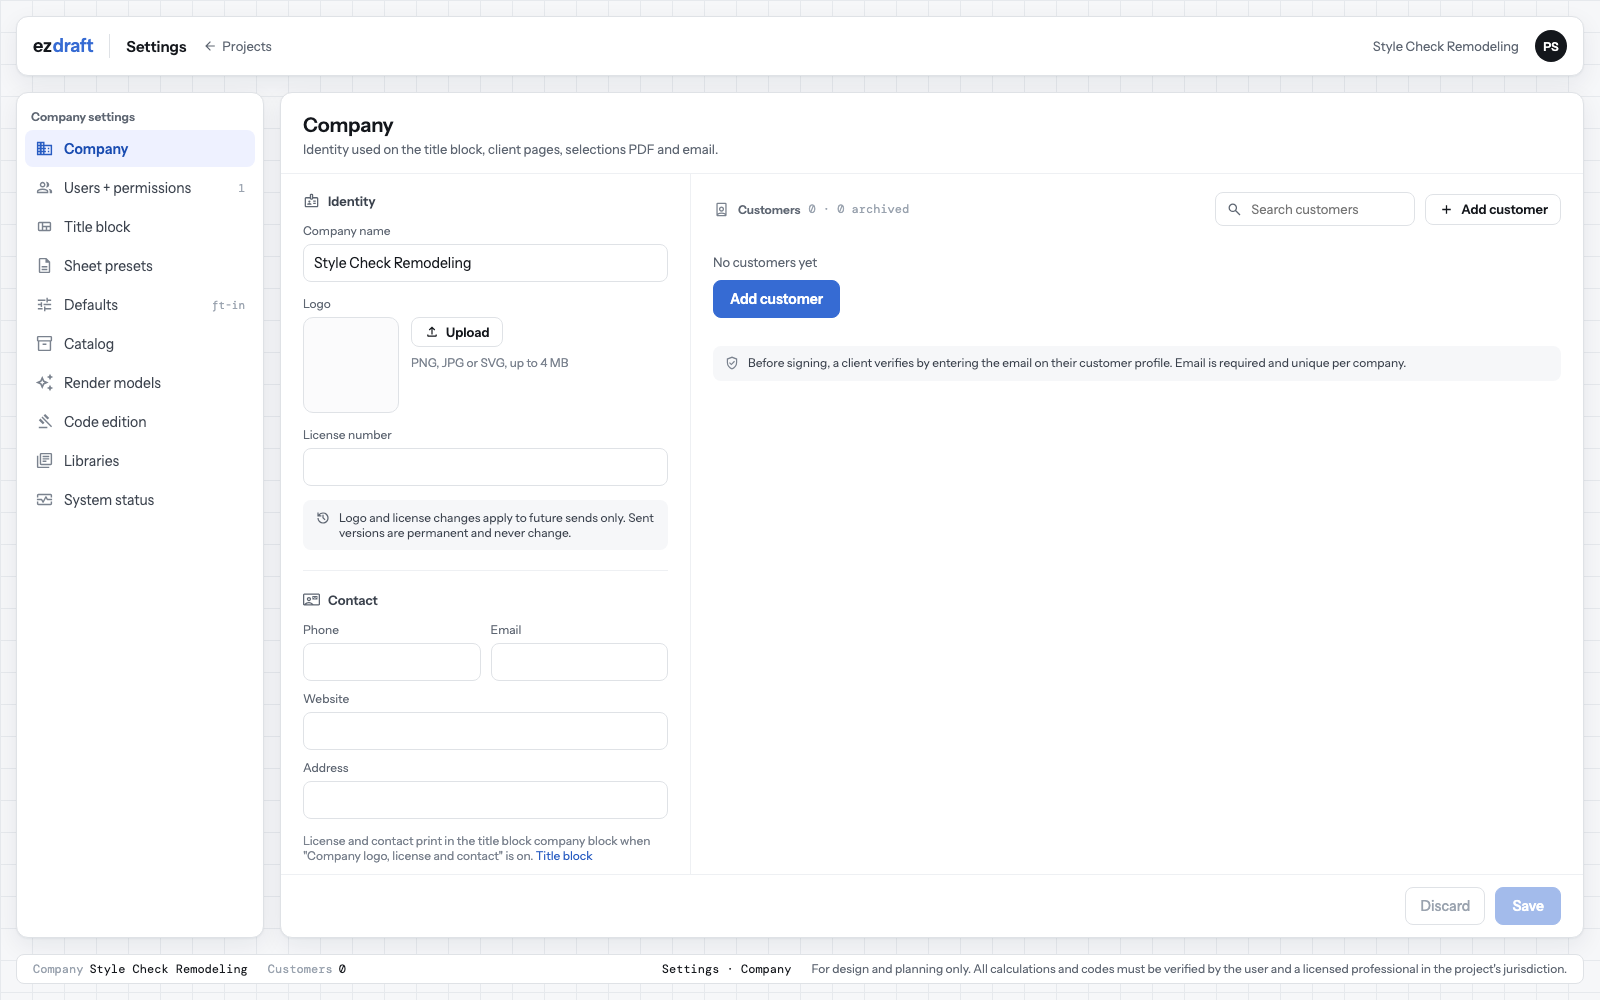 ezdraft
Settings
Projects
Style Check Remodeling
PS
Company settings
Company
Users + permissions
1
Title block
Sheet presets
Defaults
ft-in
Catalog
Render models
Code edition
Libraries
System status
Company
Identity used on the title block, client pages, selections PDF and email.
Identity
Company name
Style Check Remodeling
Logo
Upload
PNG, JPG or SVG, up to 4 MB
License number
Logo and license changes apply to future sends only. Sent
versions are permanent and never change.
Contact
Phone
Email
Website
Address
License and contact print in the title block company block when
"Company logo, license and contact" is on. Title block
Customers 0 · 0 archived
Search customers
+ Add customer
No customers yet
Add customer
Before signing, a client verifies by entering the email on their customer profile. Email is required and unique per company.
Discard
Save
Company Style Check Remodeling
Customers 0
Settings · Company
For design and planning only. All calculations and codes must be verified by the user and a licensed professional in the project's jurisdiction.